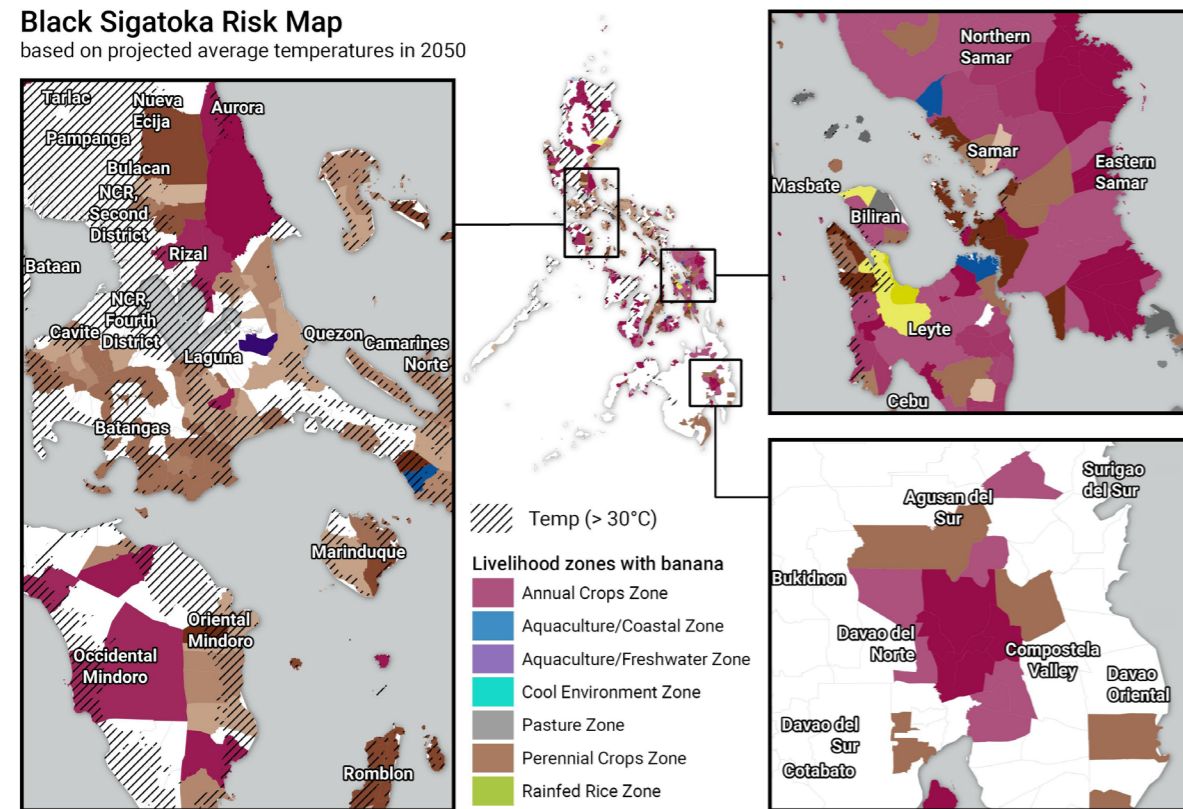 Black Sigatoka Risk Map
based on projected average temperatures in 2050
Tarlac
Nueva
Ecija
Aurora
Pampanga
Bulacan
NCR,
Second
District
Rizal
Bataan
NCR,
Fourth
District
Cavite
Laguna
Quezon
Camarines
Norte
Batangas
Marinduque
Oriental
Mindoro
Occidental
Mindoro
Romblon
Northern
Samar
Samar
Eastern
Samar
Masbate
Biliran
Leyte
Cebu
Surigao
del Sur
Agusan del
Sur
Bukidnon
Davao del
Norte
Compostela
Valley
Davao
Oriental
Davao del
Sur
Cotabato
Temp (> 30°C)
Livelihood zones with banana
Annual Crops Zone
Aquaculture/Coastal Zone
Aquaculture/Freshwater Zone
Cool Environment Zone
Pasture Zone
Perennial Crops Zone
Rainfed Rice Zone